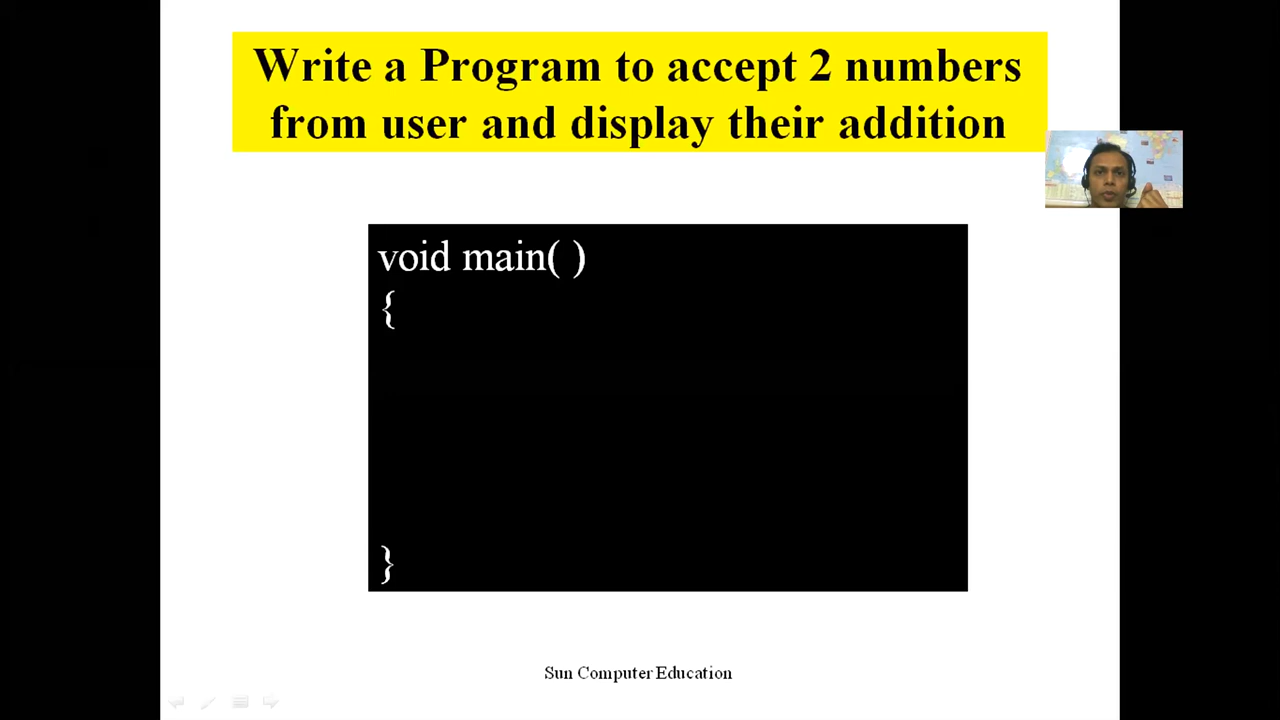 Write a Program to accept 2 numbers
from user and display their addition
void main( )
{
}
Sun Computer Education